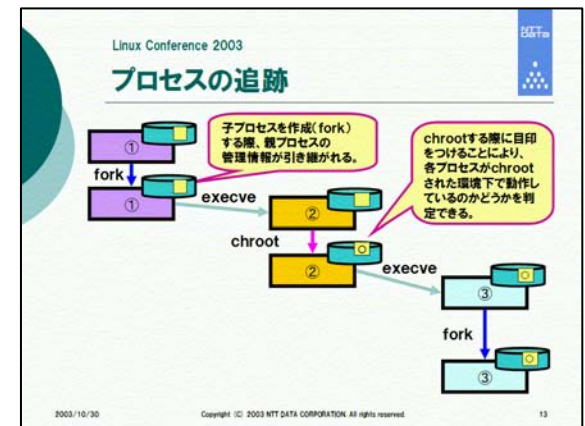 Linux Conference 2003
NTT DATA
プロセスの追跡
①
fork
①
子プロセスを作成(fork)
する際、親プロセスの
管理情報が引き継がれる。
execve
②
chroot
②
chrootする際に目印
をつけることにより、
各プロセスがchroot
された環境下で動作し
ているのかどうかを判
定できる。
execve
③
fork
③
2003/10/30
Copyright (C) 2003 NTT DATA CORPORATION. All rights reserved.
13